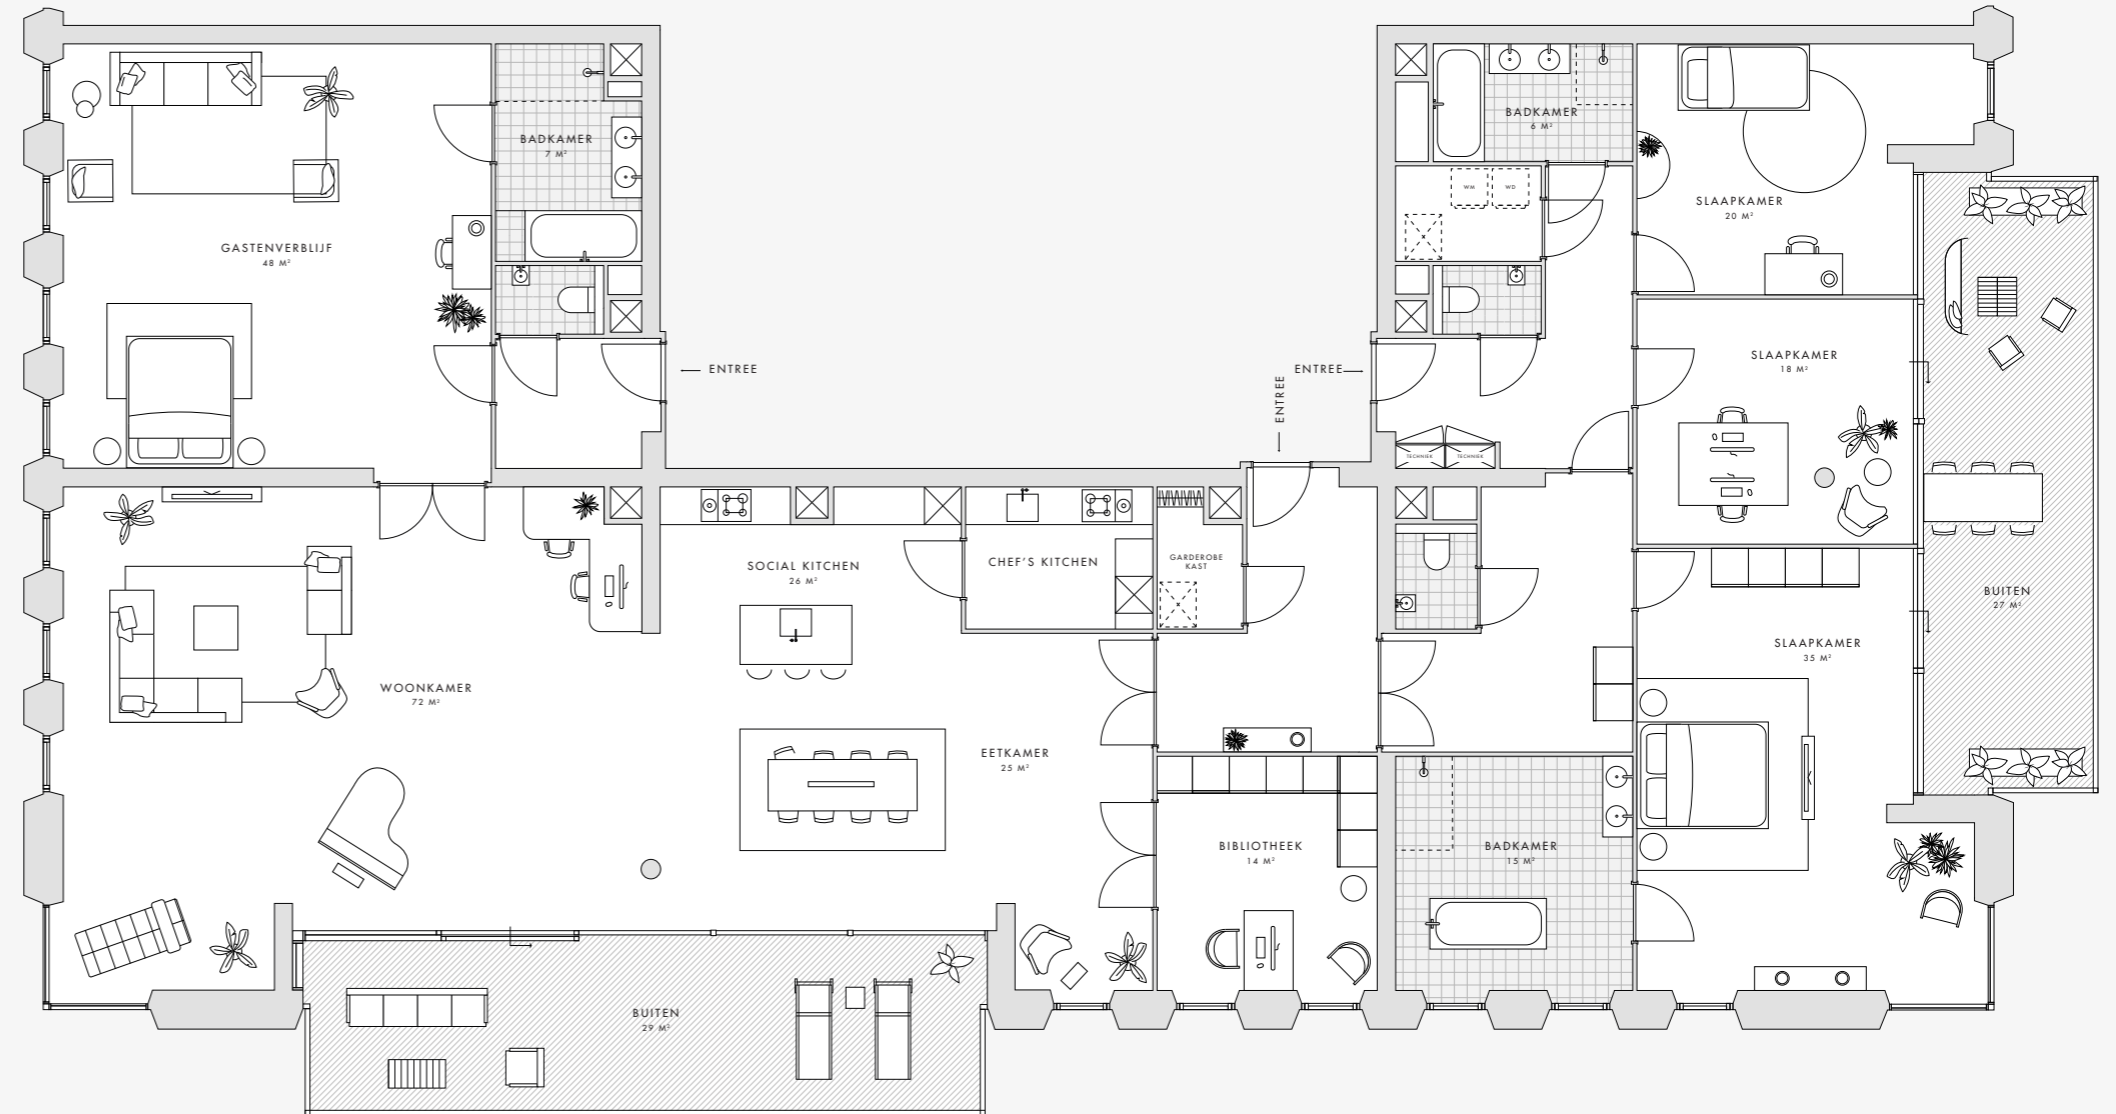 BADKAMER
7 M²
GASTENVERBLIJF
48 M²
ENTREE
ENTREE
ENTREE
BADKAMER
6 M²
WM
WD
SLAAPKAMER
20 M²
SLAAPKAMER
18 M²
TECHNIEK
TECHNIEK
SOCIAL KITCHEN
26 M²
CHEF'S KITCHEN
GARDEROBE
KAST
WOONKAMER
72 M²
EETKAMER
25 M²
BIBLIOTHEEK
14 M²
BADKAMER
15 M²
SLAAPKAMER
35 M²
BUITEN
27 M²
BUITEN
29 M²